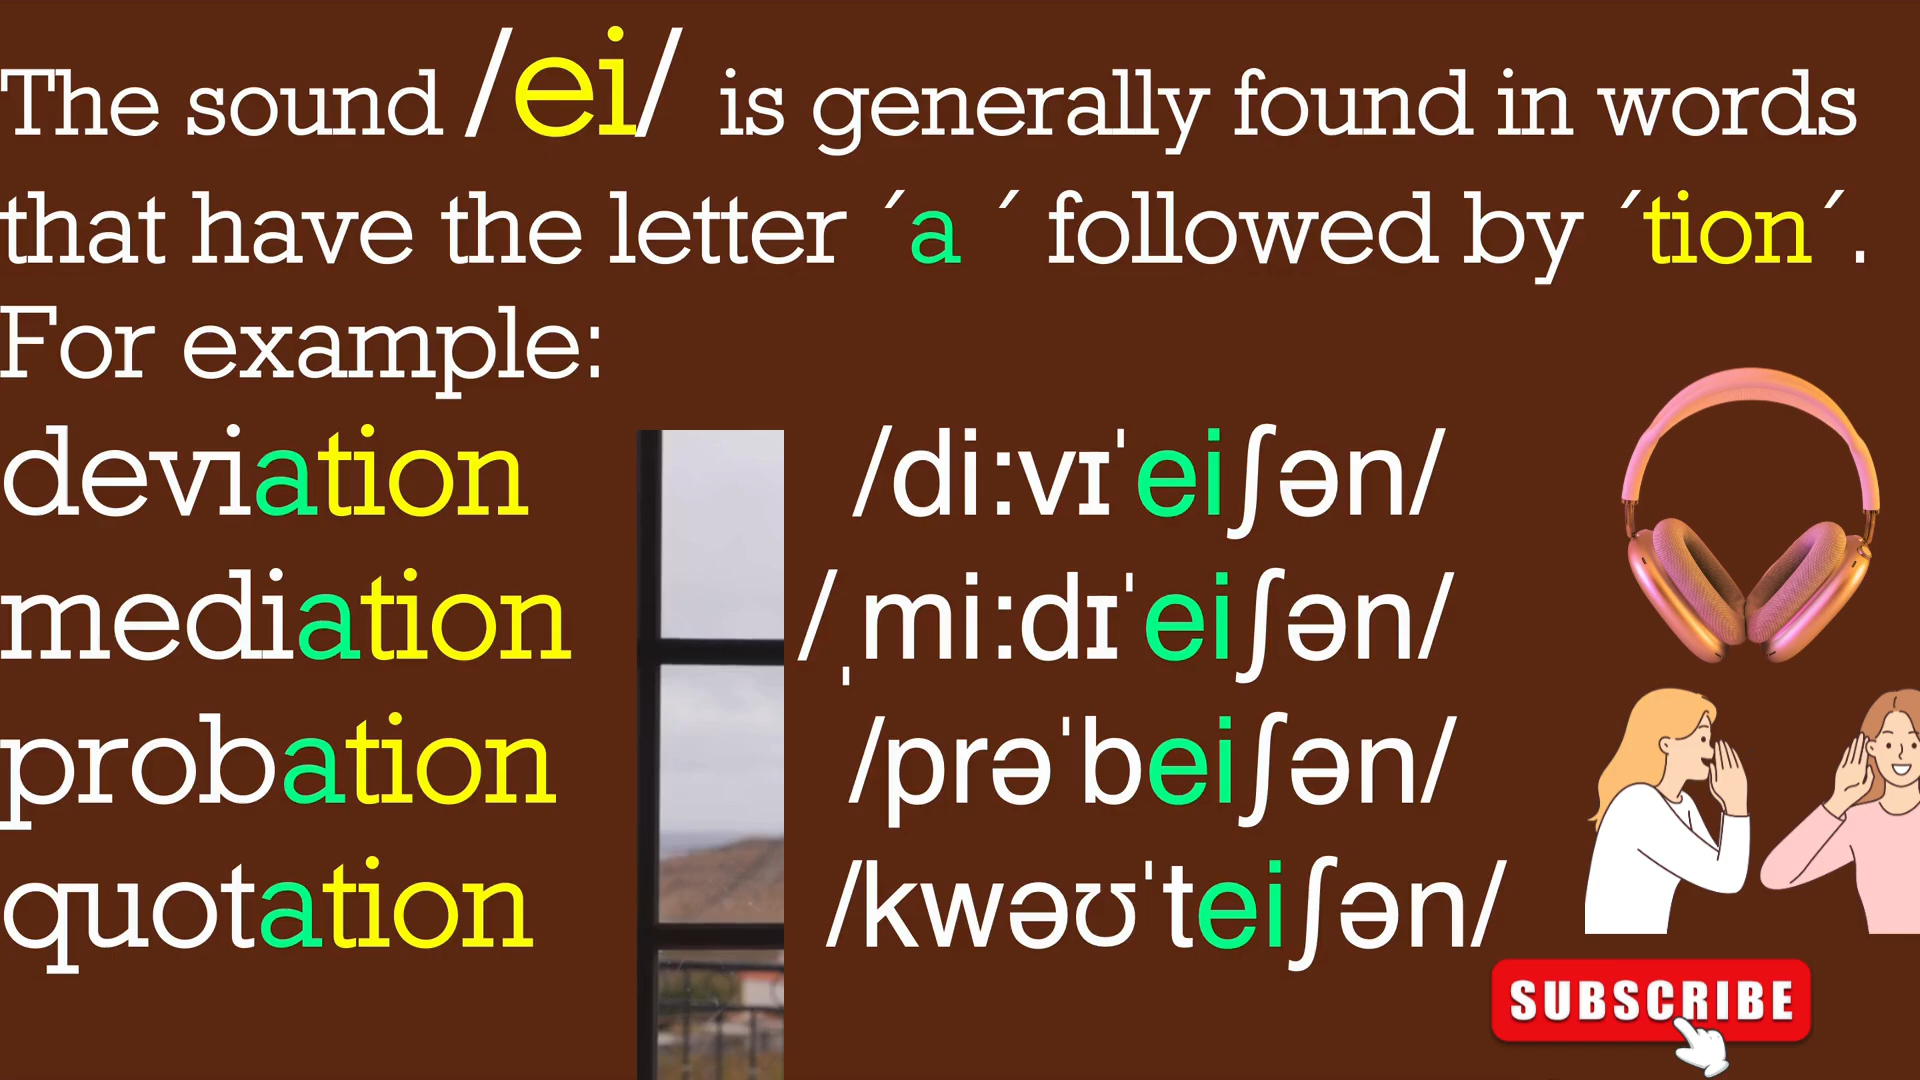 The sound /ei/ is generally found in words
that have the letter ´a ´ followed by ´tion´.
For example:
deviation /di:vɪˈeiʃən/
mediation /ˌmi:dɪˈeiʃən/
probation /prəˈbeiʃən/
quotation /kwəʊˈteiʃən/
SUBSCRIBE